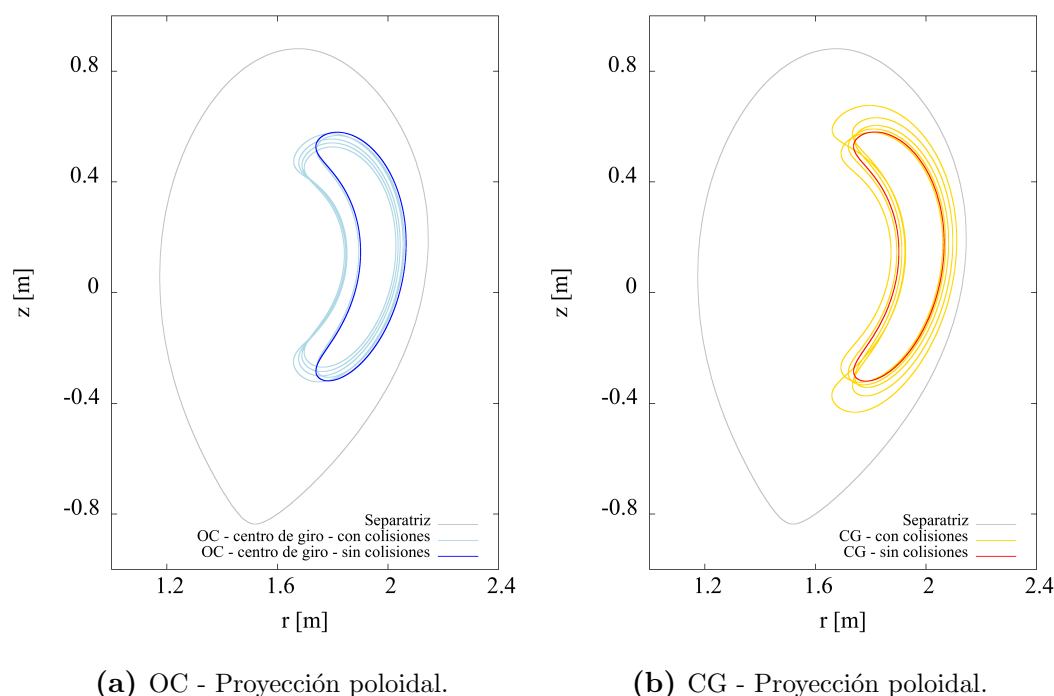 0.8
0.4
0
-0.4
-0.8
z [m]
1.2
1.6
2
2.4
r [m]
Separatriz
OC - centro de giro - con colisiones
OC - centro de giro - sin colisiones
(a) OC - Proyección poloidal.
0.8
0.4
0
-0.4
-0.8
z [m]
1.2
1.6
2
2.4
r [m]
Separatriz
CG - con colisiones
CG - sin colisiones
(b) CG - Proyección poloidal.